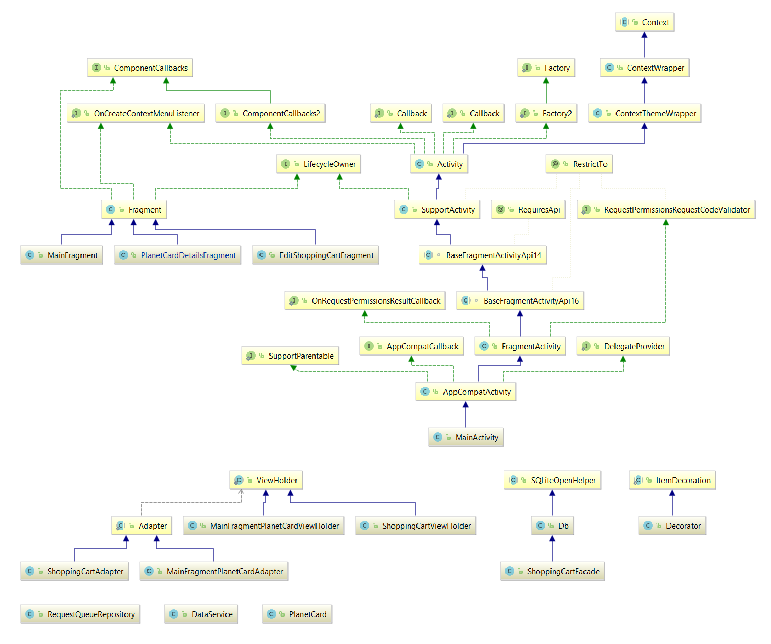 Context
ComponentCallbacks
Factory
ContextWrapper
OnCreateContextMenuListener
ComponentCallbacks2
Callback
Callback
Factory2
ContextThemeWrapper
LifecycleOwner
Activity
RestrictTo
Fragment
SupportActivity
RequiresApi
RequestPermissionsRequestCodeValidator
MainFragment
PlanetCardDetailsFragment
EditShoppingCartFragment
BaseFragmentActivityApi14
OnRequestPermissionsResultCallback
BaseFragmentActivityApi16
SupportParentable
AppCompatCallback
FragmentActivity
DelegateProvider
AppCompatActivity
MainActivity
ViewHolder
SQLiteOpenHelper
ItemDecoration
Adapter
MainFragmentPlanetCardViewHolder
ShoppingCartViewHolder
Db
Decorator
ShoppingCartAdapter
MainFragmentPlanetCardAdapter
ShoppingCartFacade
RequestQueueRepository
DataService
PlanetCard